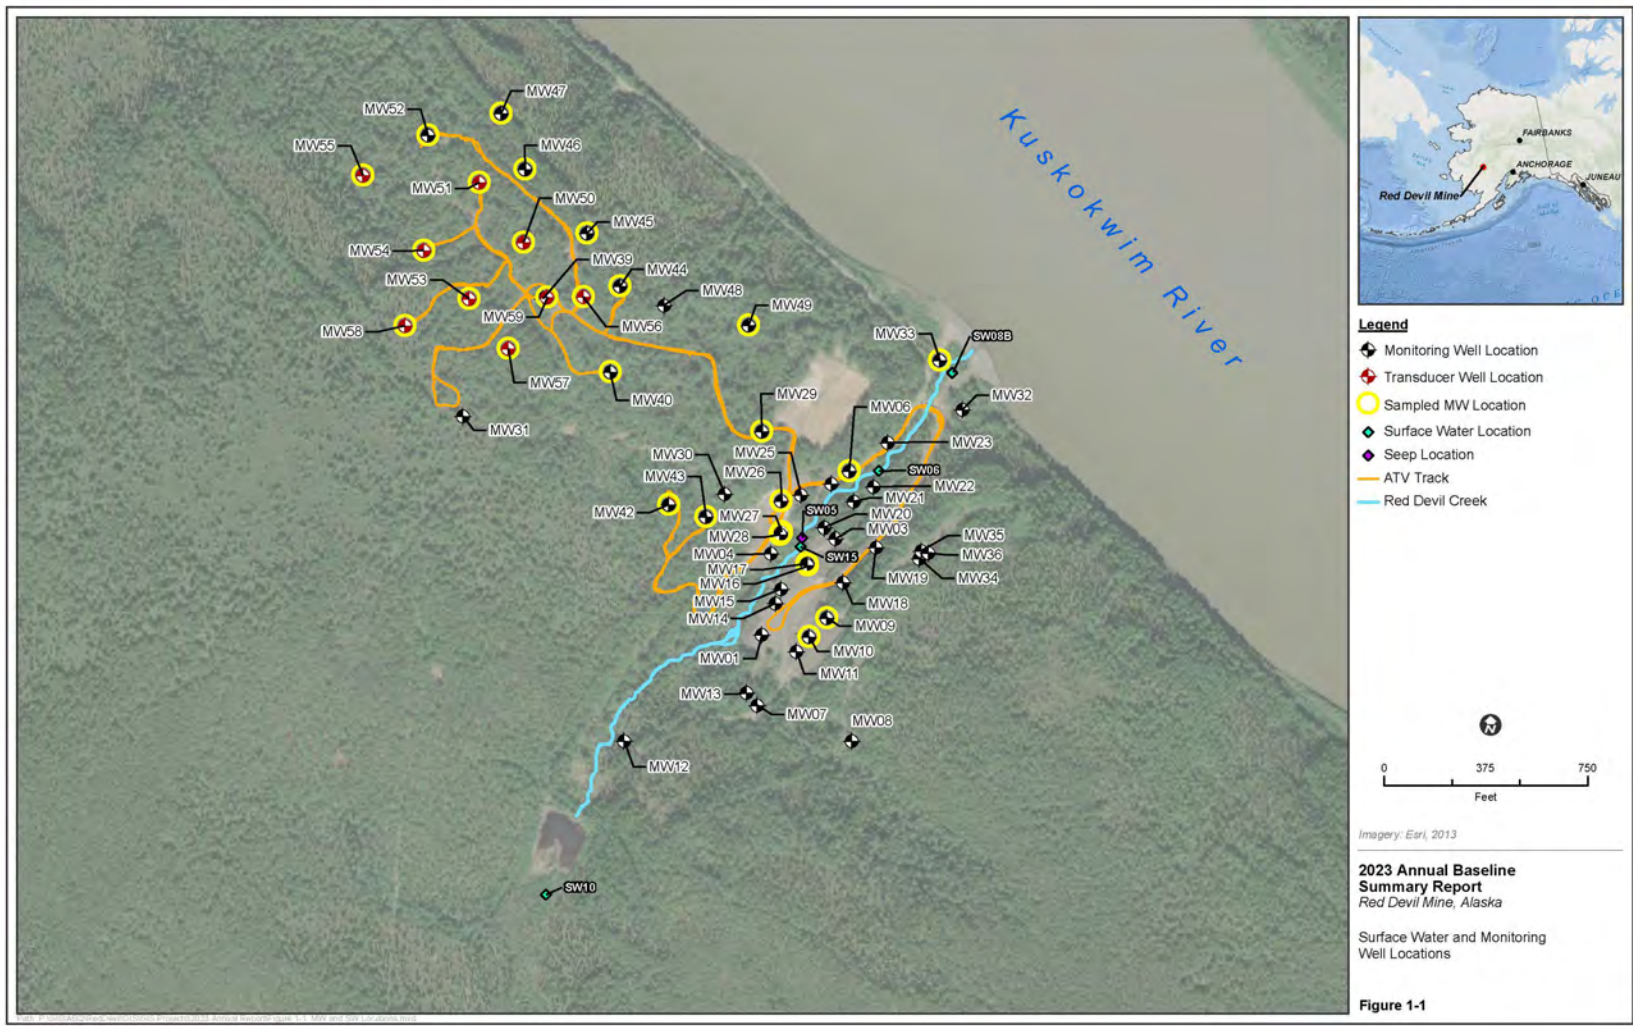 MW47
MW52
MW55
MW46
MW51
MW50
MW45
MW54
MW39
MW44
MW53
MW48
MW49
MW59
MW58
MW56
MW33
SW08B
MW57
MW40
MW29
MW06
MW32
MW31
MW23
MW30
MW25
MW43
MW26
SW06
MW22
MW42
MW27
SW05
MW21
MW20
MW28
MW03
MW35
MW04
SW15
MW36
MW17
MW19
MW34
MW16
MW15
MW18
MW14
MW09
MW01
MW10
MW11
MW13
MW07
MW08
MW12
SW10
Kuskokwim River
FAIRBANKS
ANCHORAGE
JUNEAU
Red Devil Mine
Legend
Monitoring Well Location
Transducer Well Location
Sampled MW Location
Surface Water Location
Seep Location
ATV Track
Red Devil Creek
N
0 375 750
Feet
Imagery: Esri, 2013
2023 Annual Baseline
Summary Report
Red Devil Mine, Alaska
Surface Water and Monitoring
Well Locations
Figure 1-1